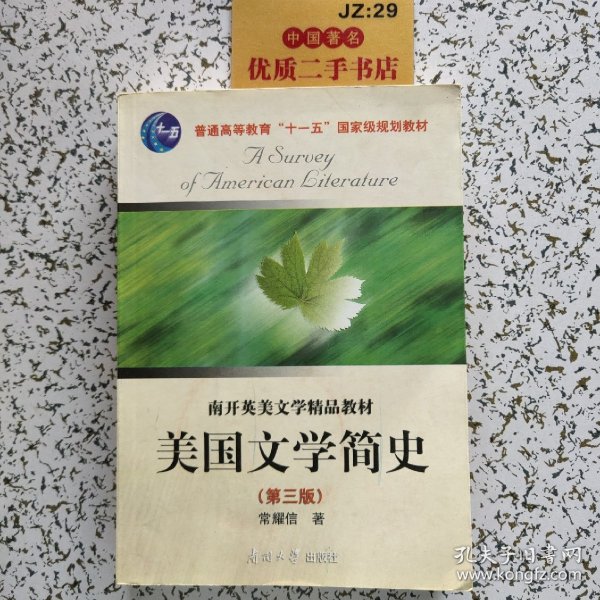 JZ:29
中国著名
优质二手书店
十一五
普通高等教育“十一五”国家级规划教材
A Survey
of American Literature
南开英美文学精品教材
美国文学简史
(第三版)
常耀信 著
南开大学出版社
孔夫子旧书网
www.kongfz.com